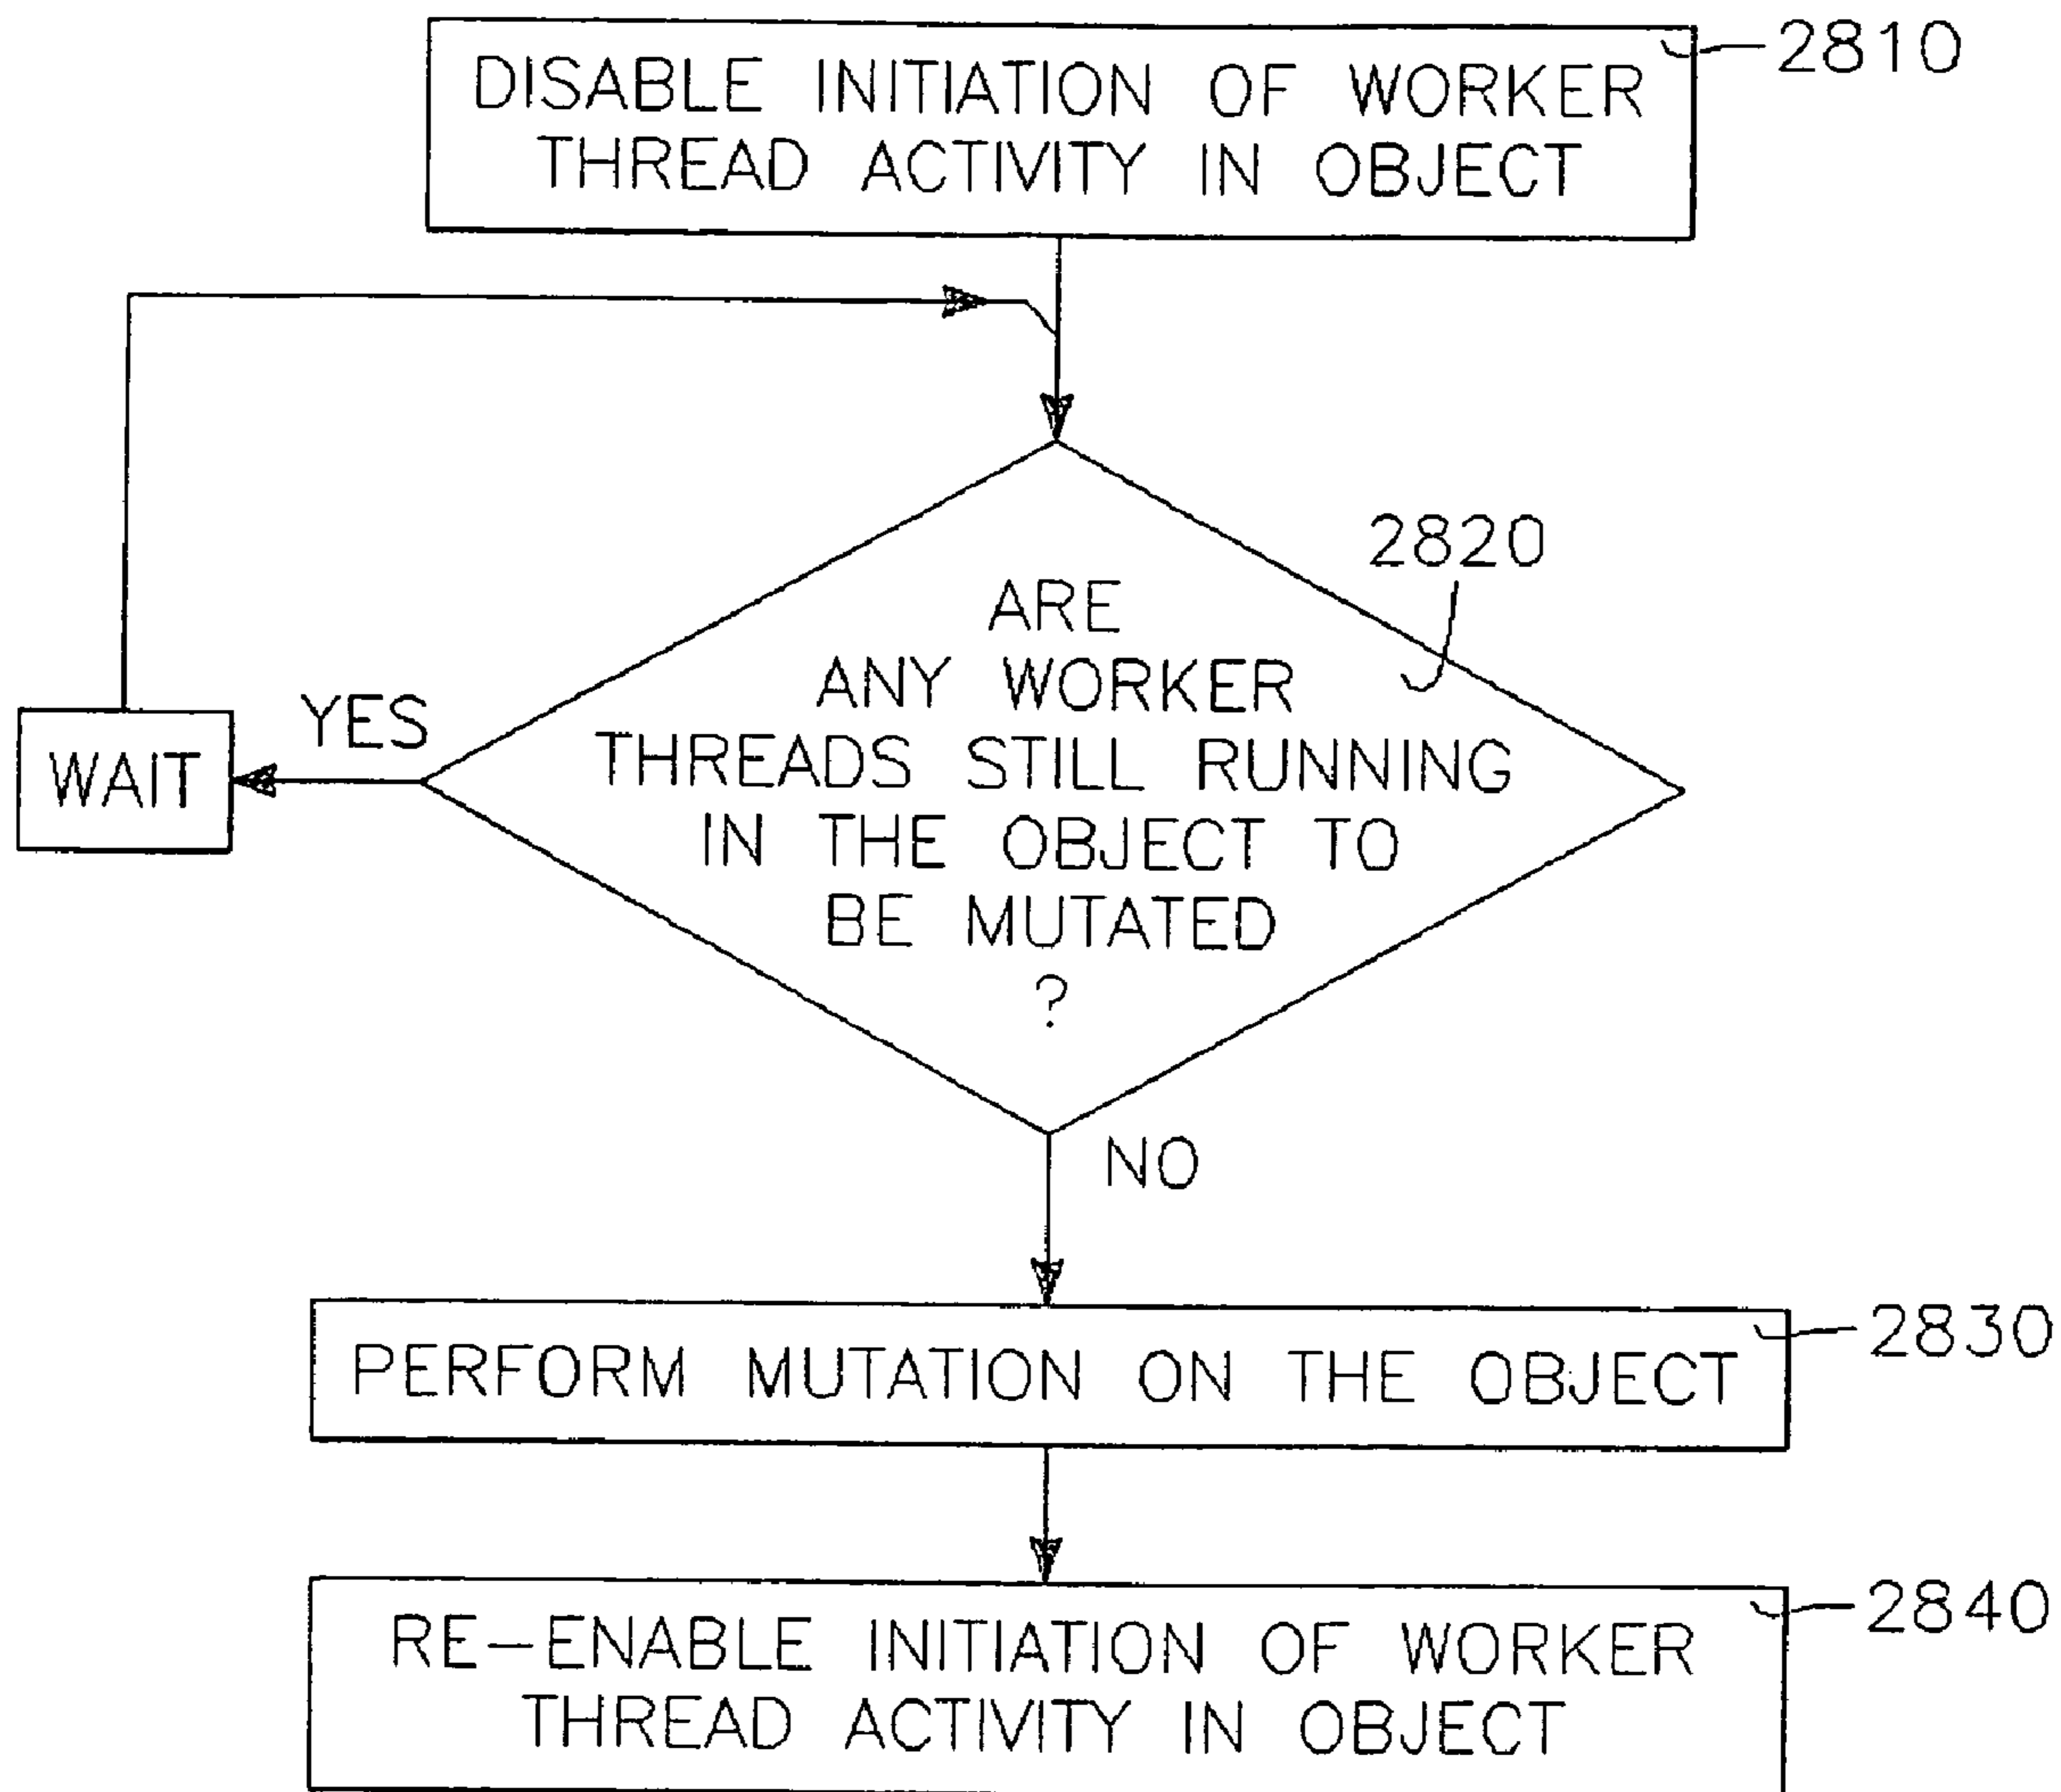 DISABLE INITIATION OF WORKER
THREAD ACTIVITY IN OBJECT
2810
2820
ARE
ANY WORKER
THREADS STILL RUNNING
IN THE OBJECT TO
BE MUTATED
?
YES
WAIT
NO
PERFORM MUTATION ON THE OBJECT
2830
RE-ENABLE INITIATION OF WORKER
THREAD ACTIVITY IN OBJECT
2840